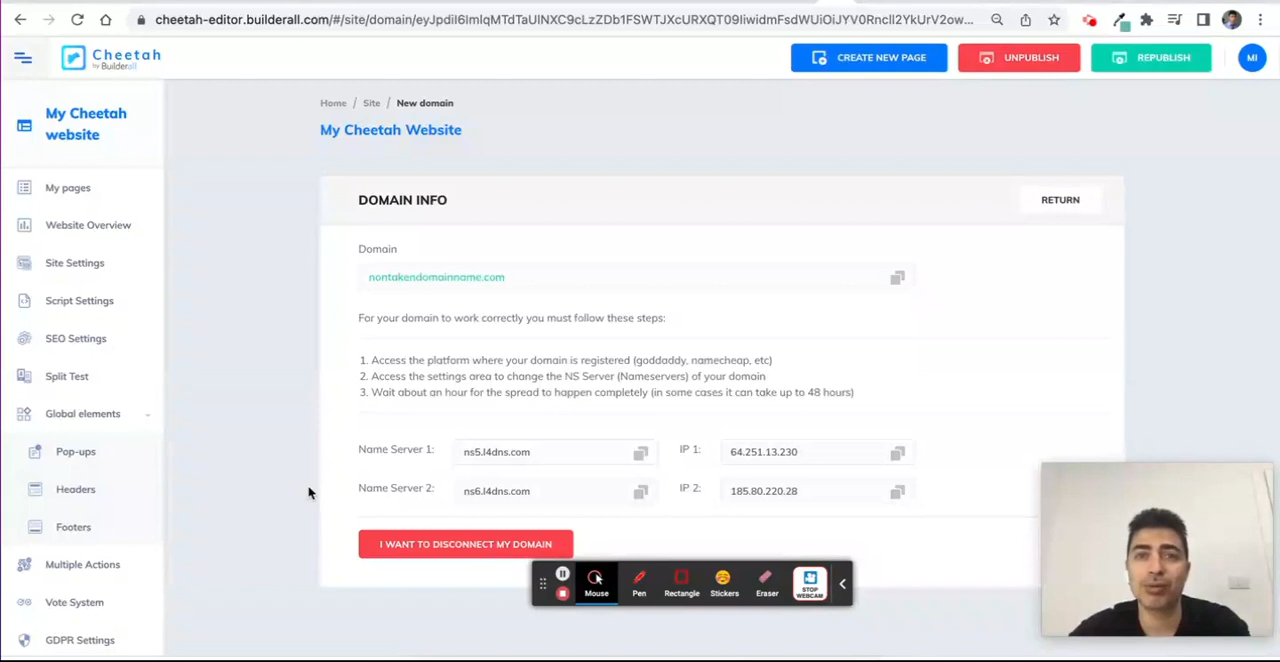 cheetah-editor.builderall.com/#/site/domain/eyJpdiI6ImlqMTdTaUlNXC9cLzZDb1FSWTJXcURXQT09IiwidmFsdWUiOiJYV0RncII2YkUrV2ow...
Cheetah
by Builderall
CREATE NEW PAGE
UNPUBLISH
REPUBLISH
MI
My Cheetah
website
My pages
Website Overview
Site Settings
Script Settings
SEO Settings
Split Test
Global elements
Pop-ups
Headers
Footers
Multiple Actions
Vote System
GDPR Settings
Home / Site / New domain
My Cheetah Website
DOMAIN INFO
RETURN
Domain
nontakendomainname.com
For your domain to work correctly you must follow these steps:
1. Access the platform where your domain is registered (goddaddy, namecheap, etc)
2. Access the settings area to change the NS Server (Nameservers) of your domain
3. Wait about an hour for the spread to happen completely (in some cases it can take up to 48 hours)
Name Server 1: ns5.l4dns.com IP 1: 64.251.13.230
Name Server 2: ns6.l4dns.com IP 2: 185.80.220.28
I WANT TO DISCONNECT MY DOMAIN
Mouse
Pen
Rectangle
Stickers
Eraser
STOP
WEBCAM